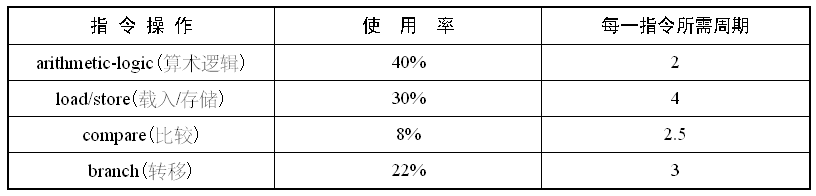 指 令 操 作 使 用 率 每一指令所需周期
arithmetic-logic(算术逻辑) 40% 2
load/store(载入/存储) 30% 4
compare(比较) 8% 2.5
branch(转移) 22% 3